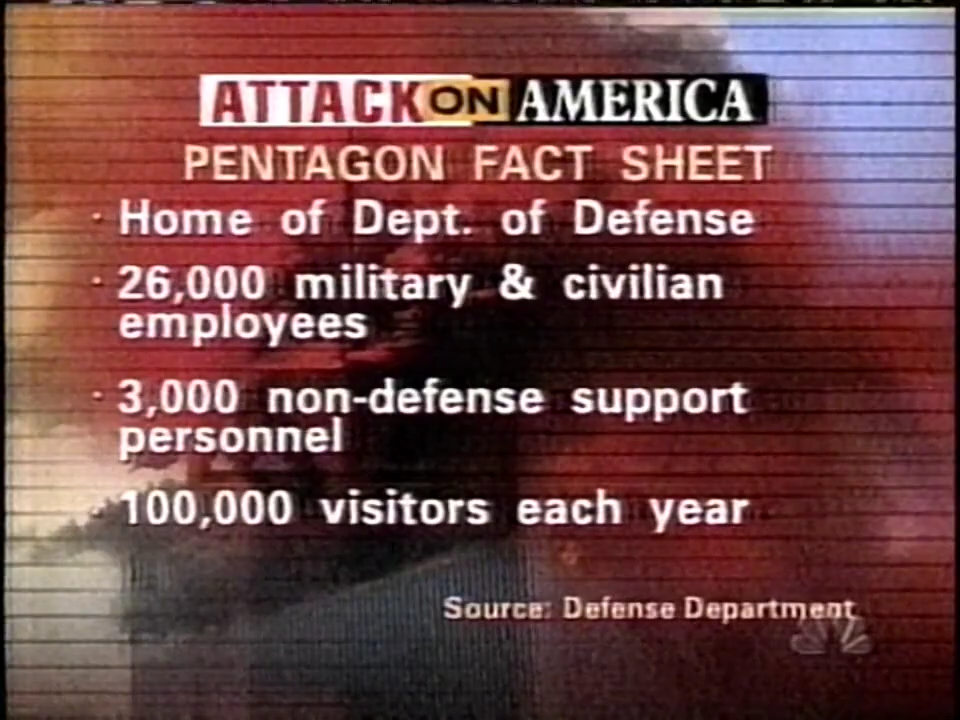 ATTACK ON AMERICA
PENTAGON FACT SHEET
· Home of Dept. of Defense
· 26,000 military & civilian
employees
· 3,000 non-defense support
personnel
· 100,000 visitors each year
Source: Defense Department